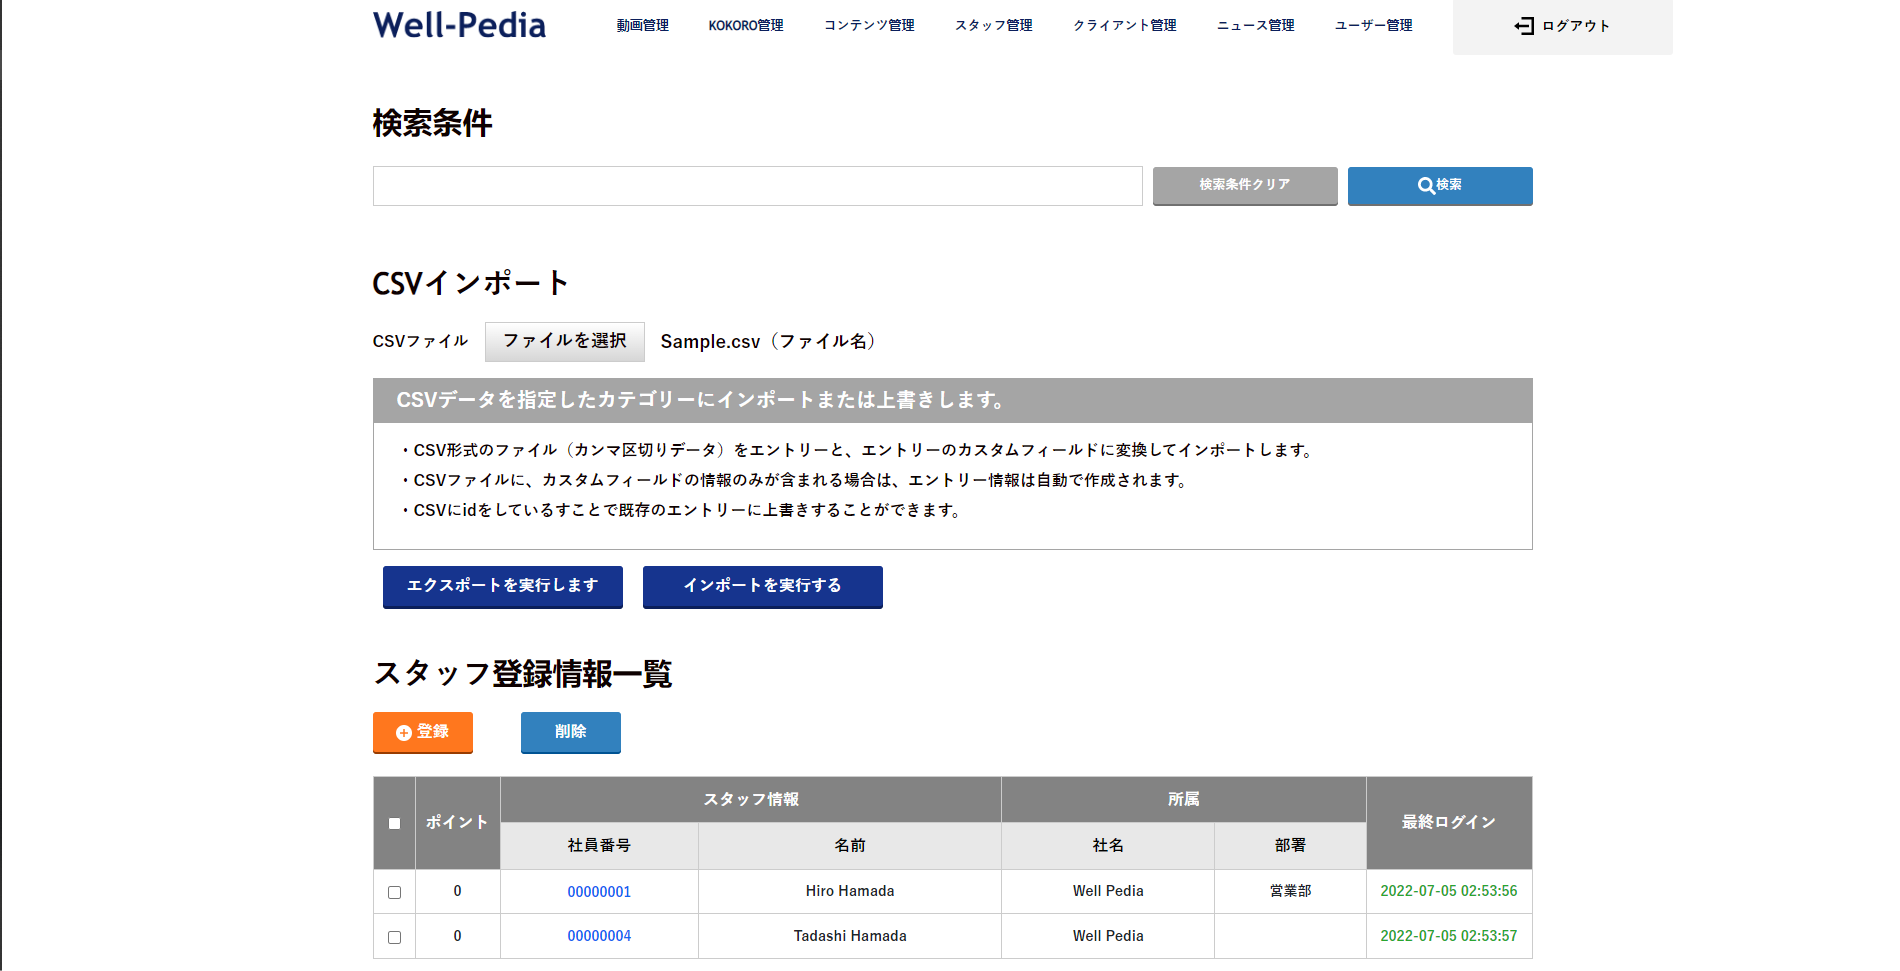 Well-Pedia 動画管理 KOKORO管理 コンテンツ管理 スタッフ管理 クライアント管理 ニュース管理 ユーザー管理 ログアウト
検索条件
検索条件クリア 検索
CSVインポート
CSVファイル ファイルを選択 Sample.csv（ファイル名）
CSVデータを指定したカテゴリーにインポートまたは上書きします。
・CSV形式のファイル（カンマ区切りデータ）をエントリーと、エントリーのカスタムフィールドに変換してインポートします。
・CSVファイルに、カスタムフィールドの情報のみが含まれる場合は、エントリー情報は自動で作成されます。
・CSVにidをしているすことで既存のエントリーに上書きすることができます。
エクスポートを実行します インポートを実行する
スタッフ登録情報一覧
登録 削除
ポイント スタッフ情報 所属 最終ログイン
社員番号 名前 社名 部署
0 00000001 Hiro Hamada Well Pedia 営業部 2022-07-05 02:53:56
0 00000004 Tadashi Hamada Well Pedia 2022-07-05 02:53:57